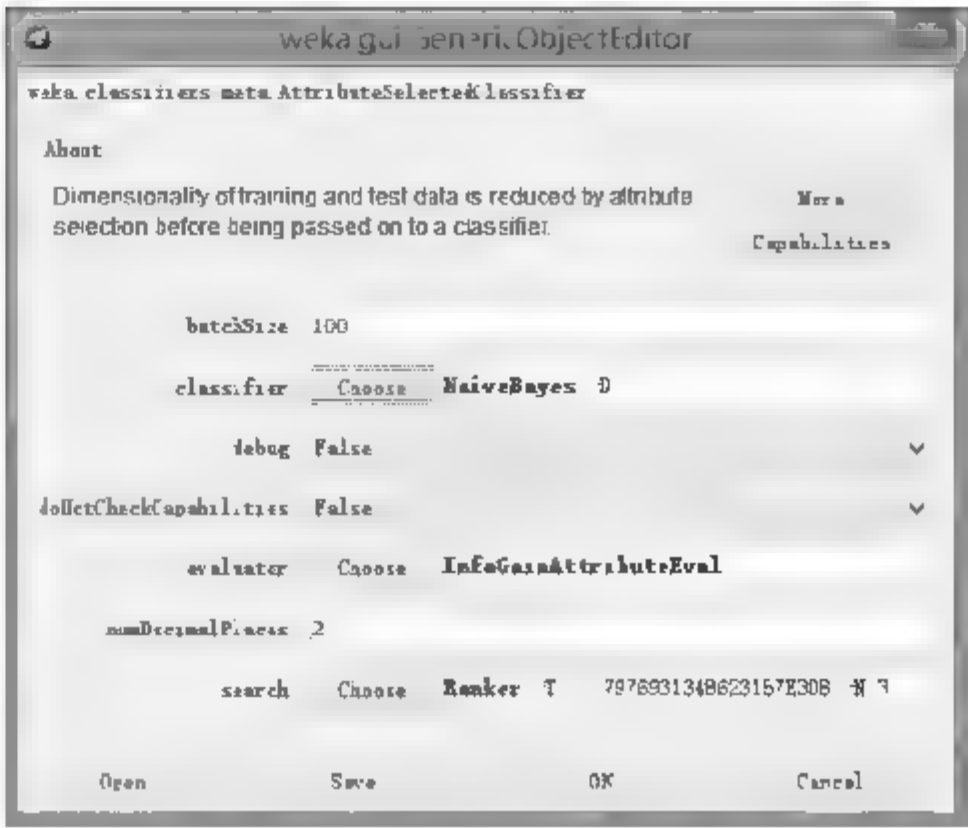 weka.gui.GenericObjectEditor
weka.classifiers.meta.AttributeSelectedClassifier
About
Dimensionality of training and test data is reduced by attribute
selection before being passed on to a classifier.
More
Capabilities
batchSize 100
classifier Choose NaiveBayes -D
debug False
doNotCheckCapabilities False
evaluator Choose InfoGainAttributeEval
numDecimalPlaces 2
search Choose Ranker -T 7976931348623157E308 -N
Open Save OK Cancel